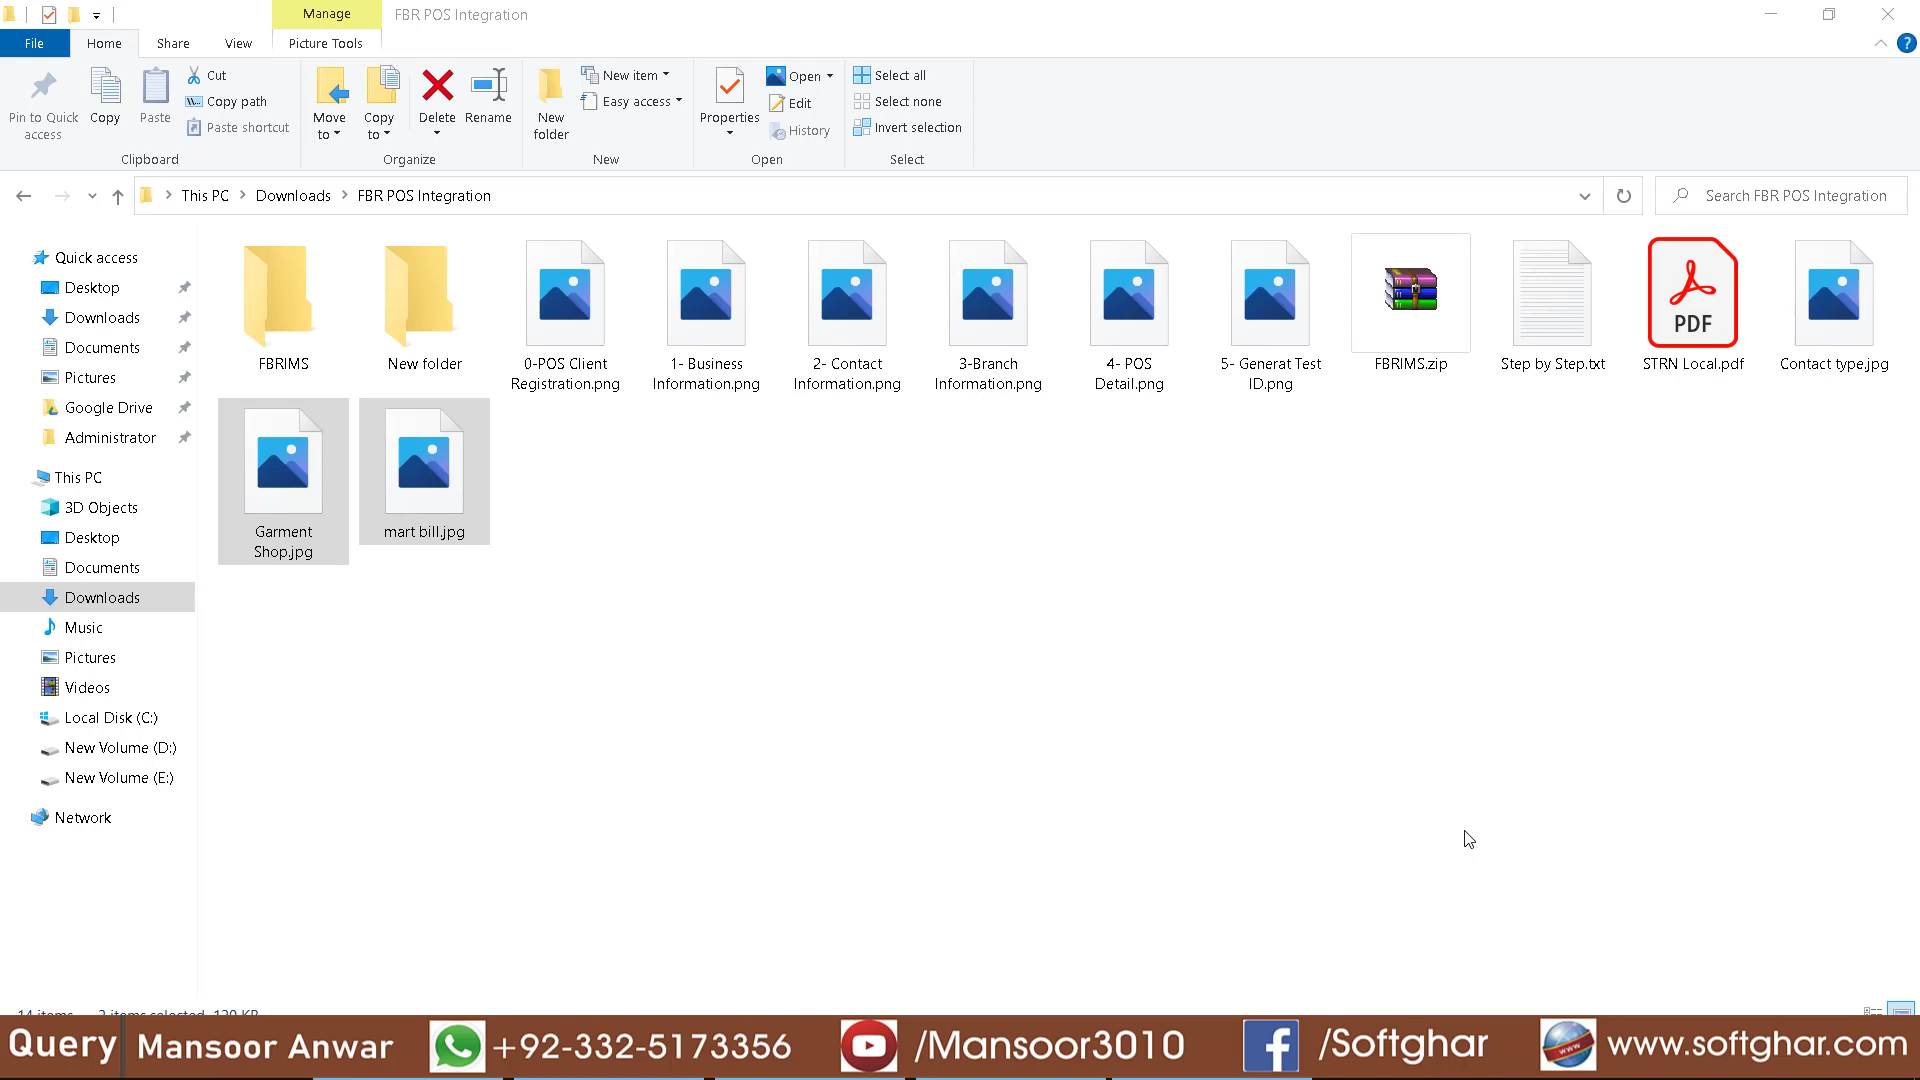 Manage
FBR POS Integration
File
Home
Share
View
Picture Tools
Pin to Quick access
Copy
Paste
Cut
Copy path
Paste shortcut
Clipboard
Move to
Copy to
Delete
Rename
Organize
New folder
New item
Easy access
New
Properties
Open
Edit
History
Open
Select all
Select none
Invert selection
Select
This PC
Downloads
FBR POS Integration
Search FBR POS Integration
Quick access
Desktop
Downloads
Documents
Pictures
Google Drive
Administrator
This PC
3D Objects
Desktop
Documents
Downloads
Music
Pictures
Videos
Local Disk (C:)
New Volume (D:)
New Volume (E:)
Network
FBRIMS
New folder
0-POS Client
Registration.png
1- Business
Information.png
2- Contact
Information.png
3-Branch
Information.png
4- POS
Detail.png
5- Generat Test
ID.png
FBRIMS.zip
Step by Step.txt
PDF
STRN Local.pdf
Contact type.jpg
Garment
Shop.jpg
mart bill.jpg
14 items 2 items selected 120 KB
Query Mansoor Anwar +92-332-5173356 /Mansoor3010 /Softghar www.softghar.com